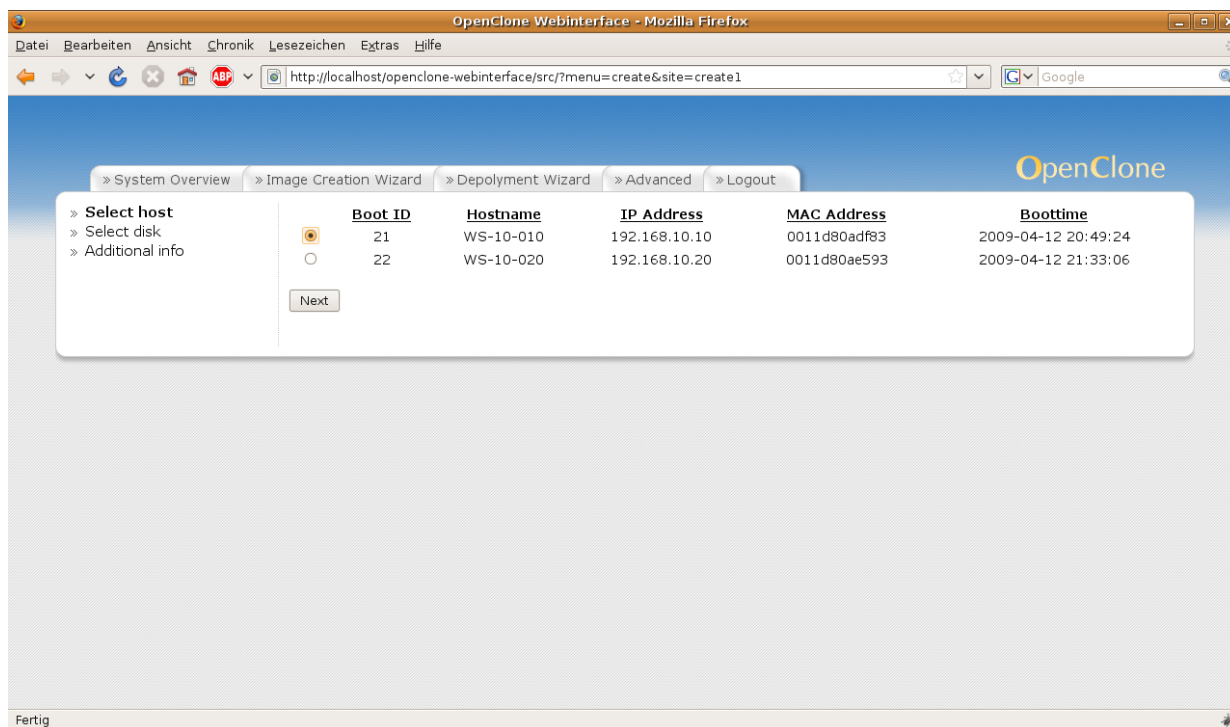 OpenClone Webinterface - Mozilla Firefox
Datei Bearbeiten Ansicht Chronik Lesezeichen Extras Hilfe
ABP http://localhost/openclone-webinterface/src/?menu=create&site=create1 G Google
OpenClone
» System Overview » Image Creation Wizard » Depolyment Wizard » Advanced » Logout
» Select host
» Select disk
» Additional info
Boot ID Hostname IP Address MAC Address Boottime
21 WS-10-010 192.168.10.10 0011d80adf83 2009-04-12 20:49:24
22 WS-10-020 192.168.10.20 0011d80ae593 2009-04-12 21:33:06
Next
Fertig